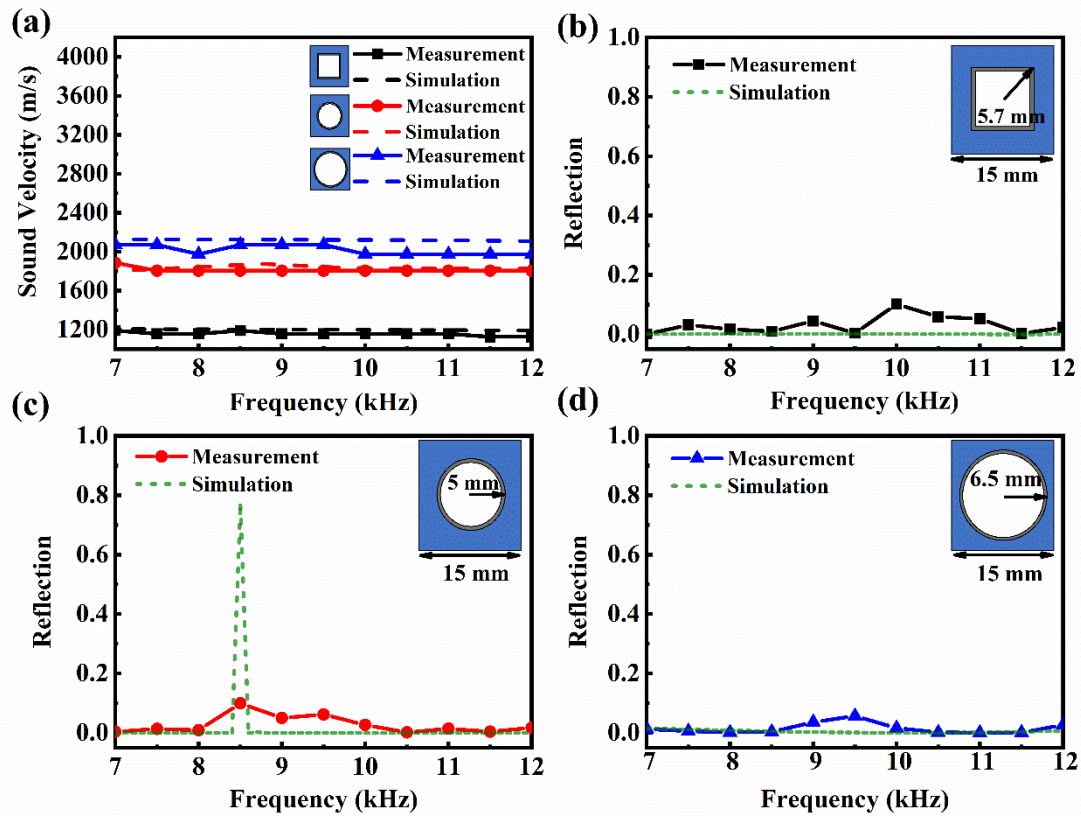 (a)
Sound Velocity (m/s)
4000
3600
3200
2800
2400
2000
1600
1200
Measurement
Simulation
Measurement
Simulation
Measurement
Simulation
7 8 9 10 11 12
Frequency (kHz)
(b)
Reflection
1.0
0.8
0.6
0.4
0.2
0.0
Measurement
Simulation
5.7 mm
15 mm
7 8 9 10 11 12
Frequency (kHz)
(c)
Reflection
1.0
0.8
0.6
0.4
0.2
0.0
Measurement
Simulation
5 mm
15 mm
7 8 9 10 11 12
Frequency (kHz)
(d)
Reflection
1.0
0.8
0.6
0.4
0.2
0.0
Measurement
Simulation
6.5 mm
15 mm
7 8 9 10 11 12
Frequency (kHz)